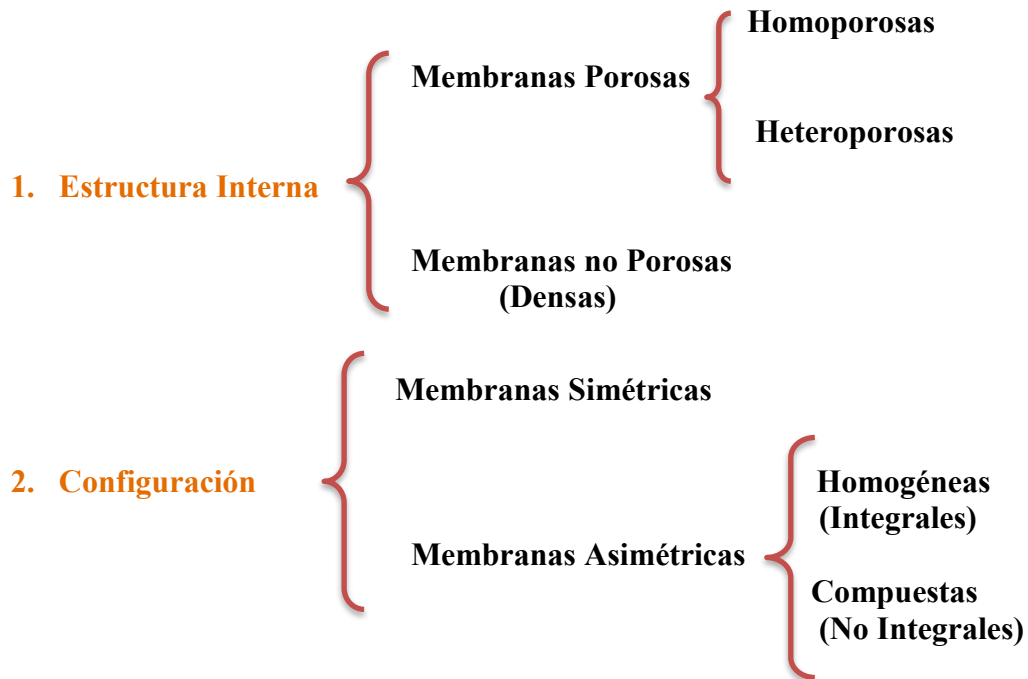 1. Estructura Interna
Membranas Porosas
Homoporosas
Heteroporosas
Membranas no Porosas
(Densas)
2. Configuración
Membranas Simétricas
Membranas Asimétricas
Homogéneas
(Integrales)
Compuestas
(No Integrales)